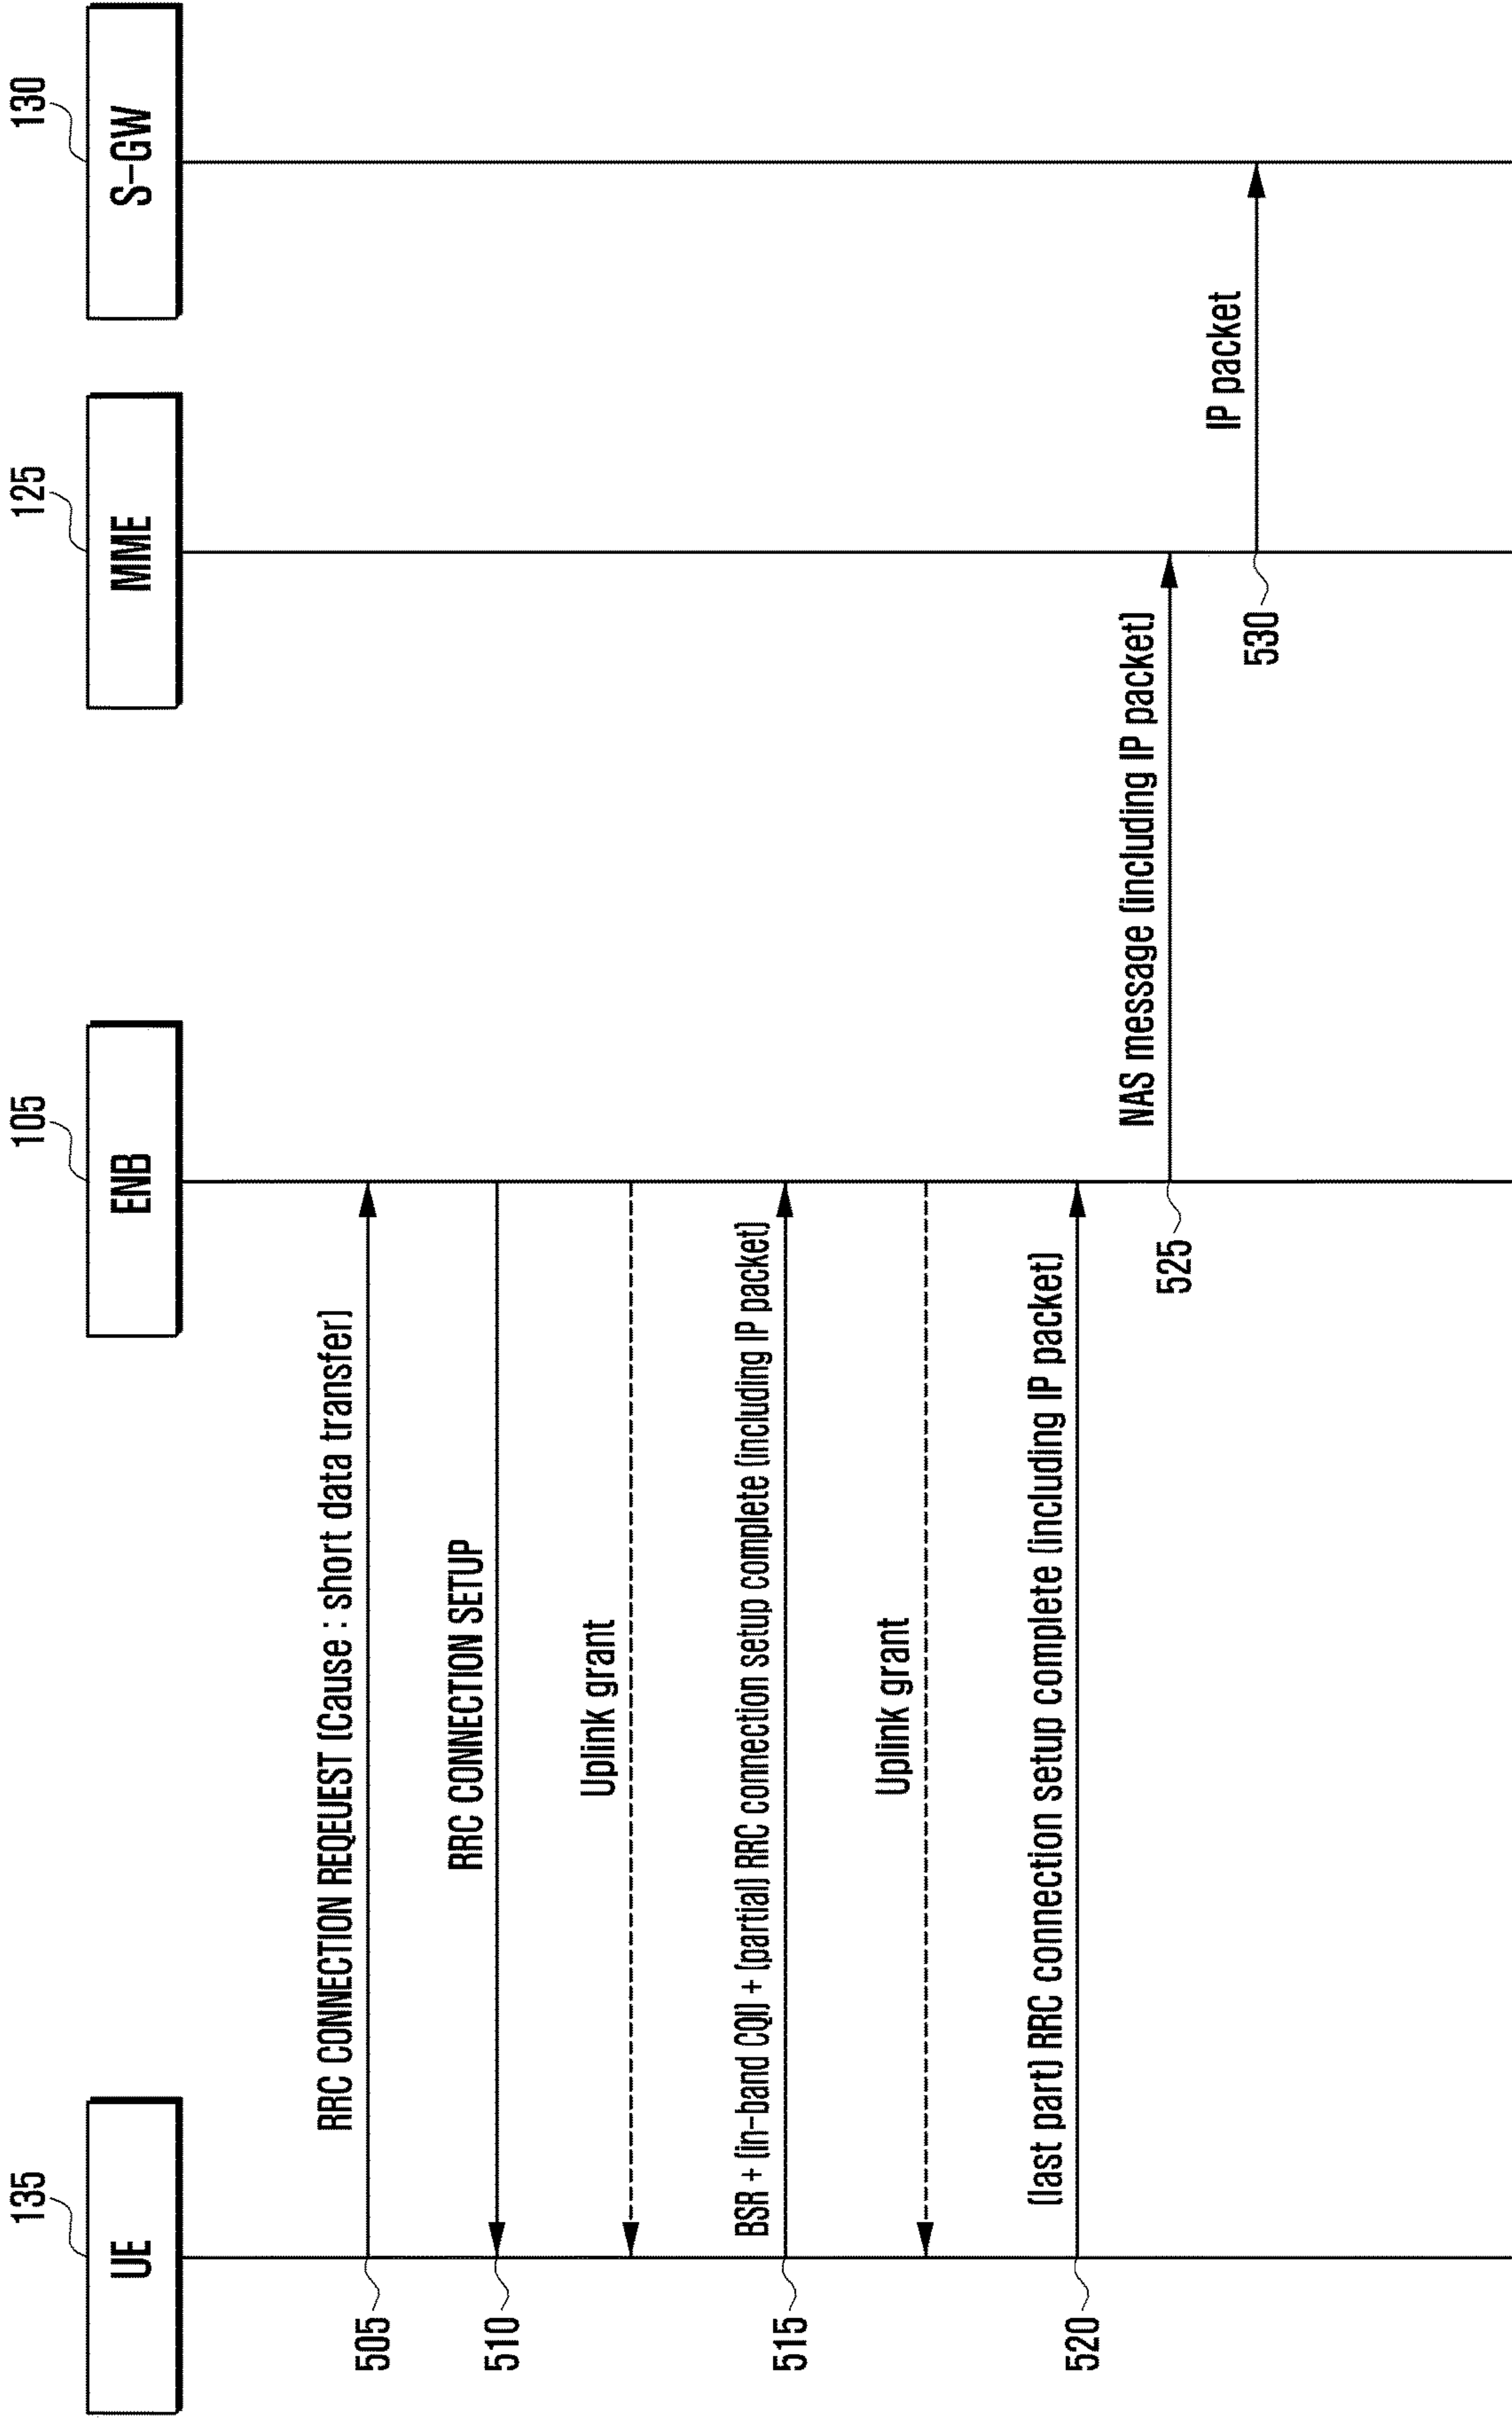 135
105
125
130
UE
ENB
MME
S-GW
RRC CONNECTION REQEUST (Cause : short data transfer)
505
RRC CONNECTION SETUP
510
Uplink grant
BSR + (in-band CQI) + (partial) RRC connection setup complete (including IP packet)
515
Uplink grant
(last part) RRC connection setup complete (including IP packet)
520
NAS message (including IP packet)
525
IP packet
530